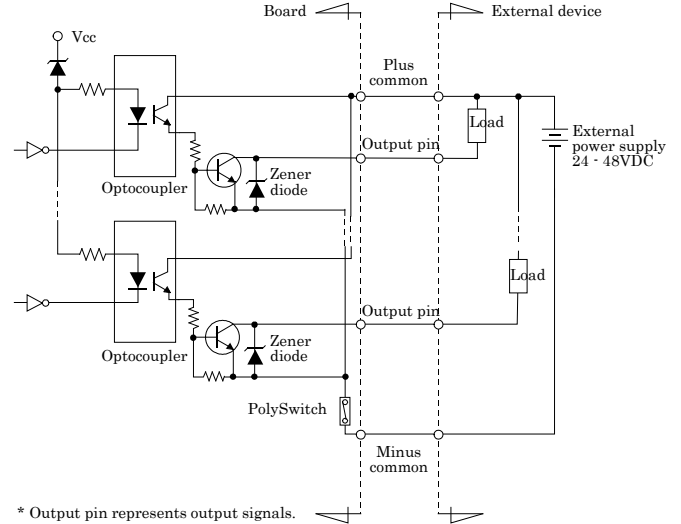 Board
External device
Vcc
Plus
common
Load
Output pin
External
power supply
24 - 48VDC
Optocoupler
Zener
diode
Load
Output pin
Optocoupler
Zener
diode
PolySwitch
Minus
common
* Output pin represents output signals.